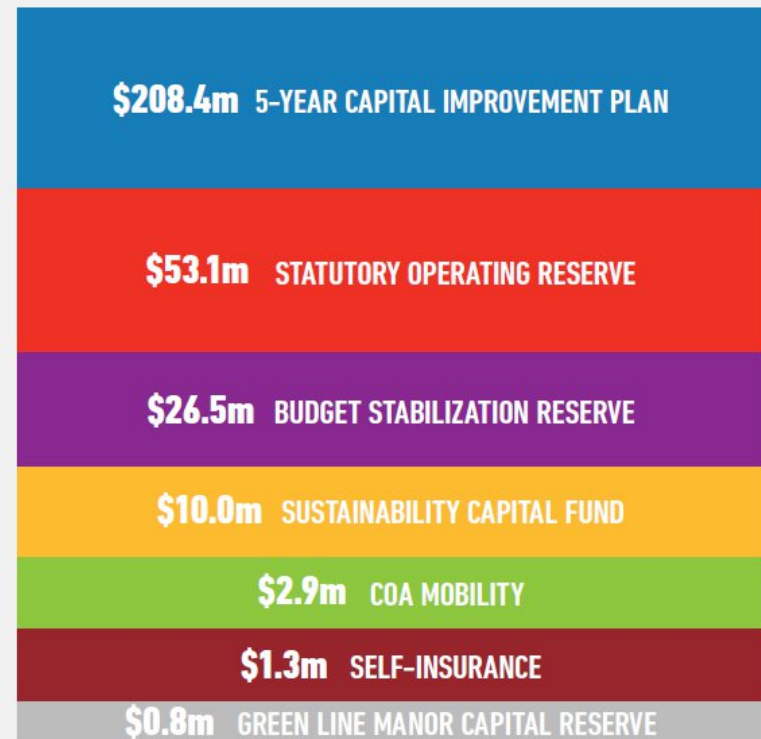 $208.4m 5-YEAR CAPITAL IMPROVEMENT PLAN
$53.1m STATUTORY OPERATING RESERVE
$26.5m BUDGET STABILIZATION RESERVE
$10.0m SUSTAINABILITY CAPITAL FUND
$2.9m COA MOBILITY
$1.3m SELF-INSURANCE
$0.8m GREEN LINE MANOR CAPITAL RESERVE